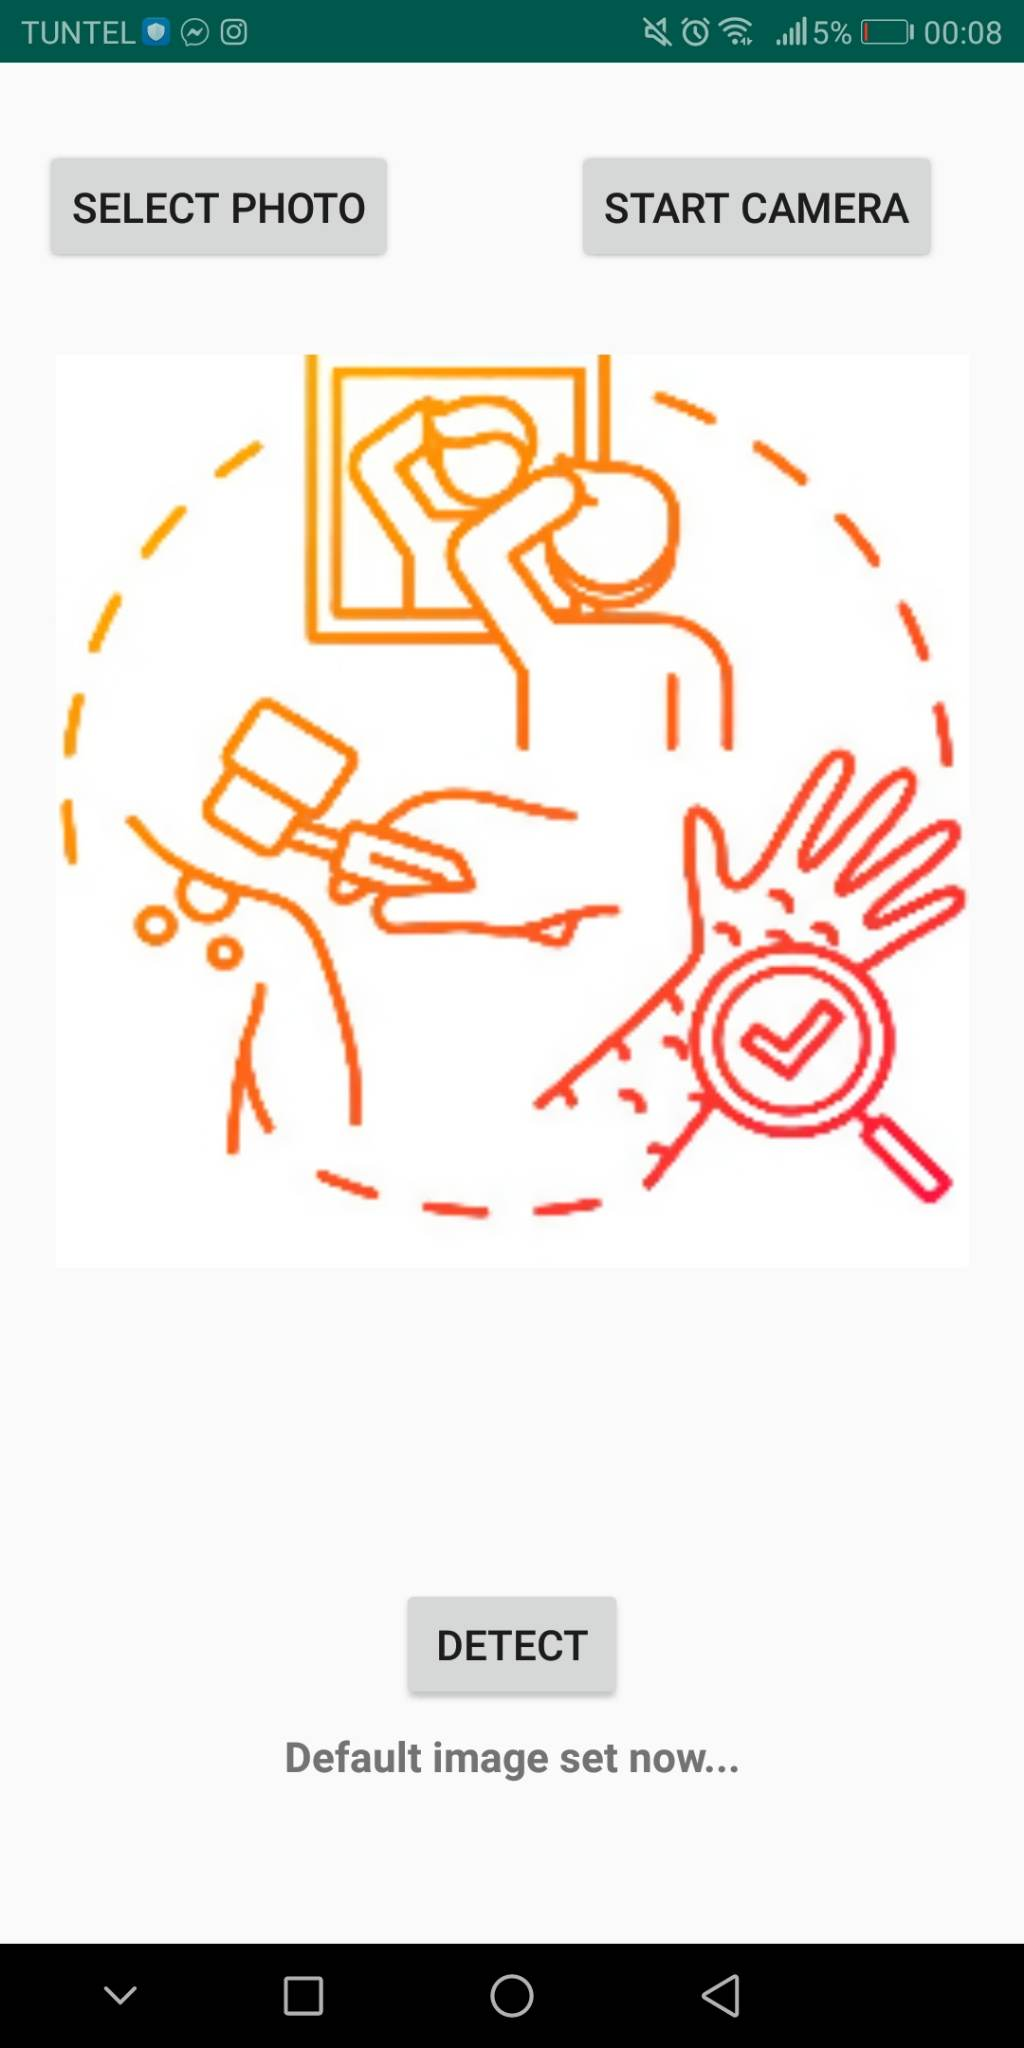 TUNTEL 5% 00:08
SELECT PHOTO START CAMERA
DETECT
Default image set now...